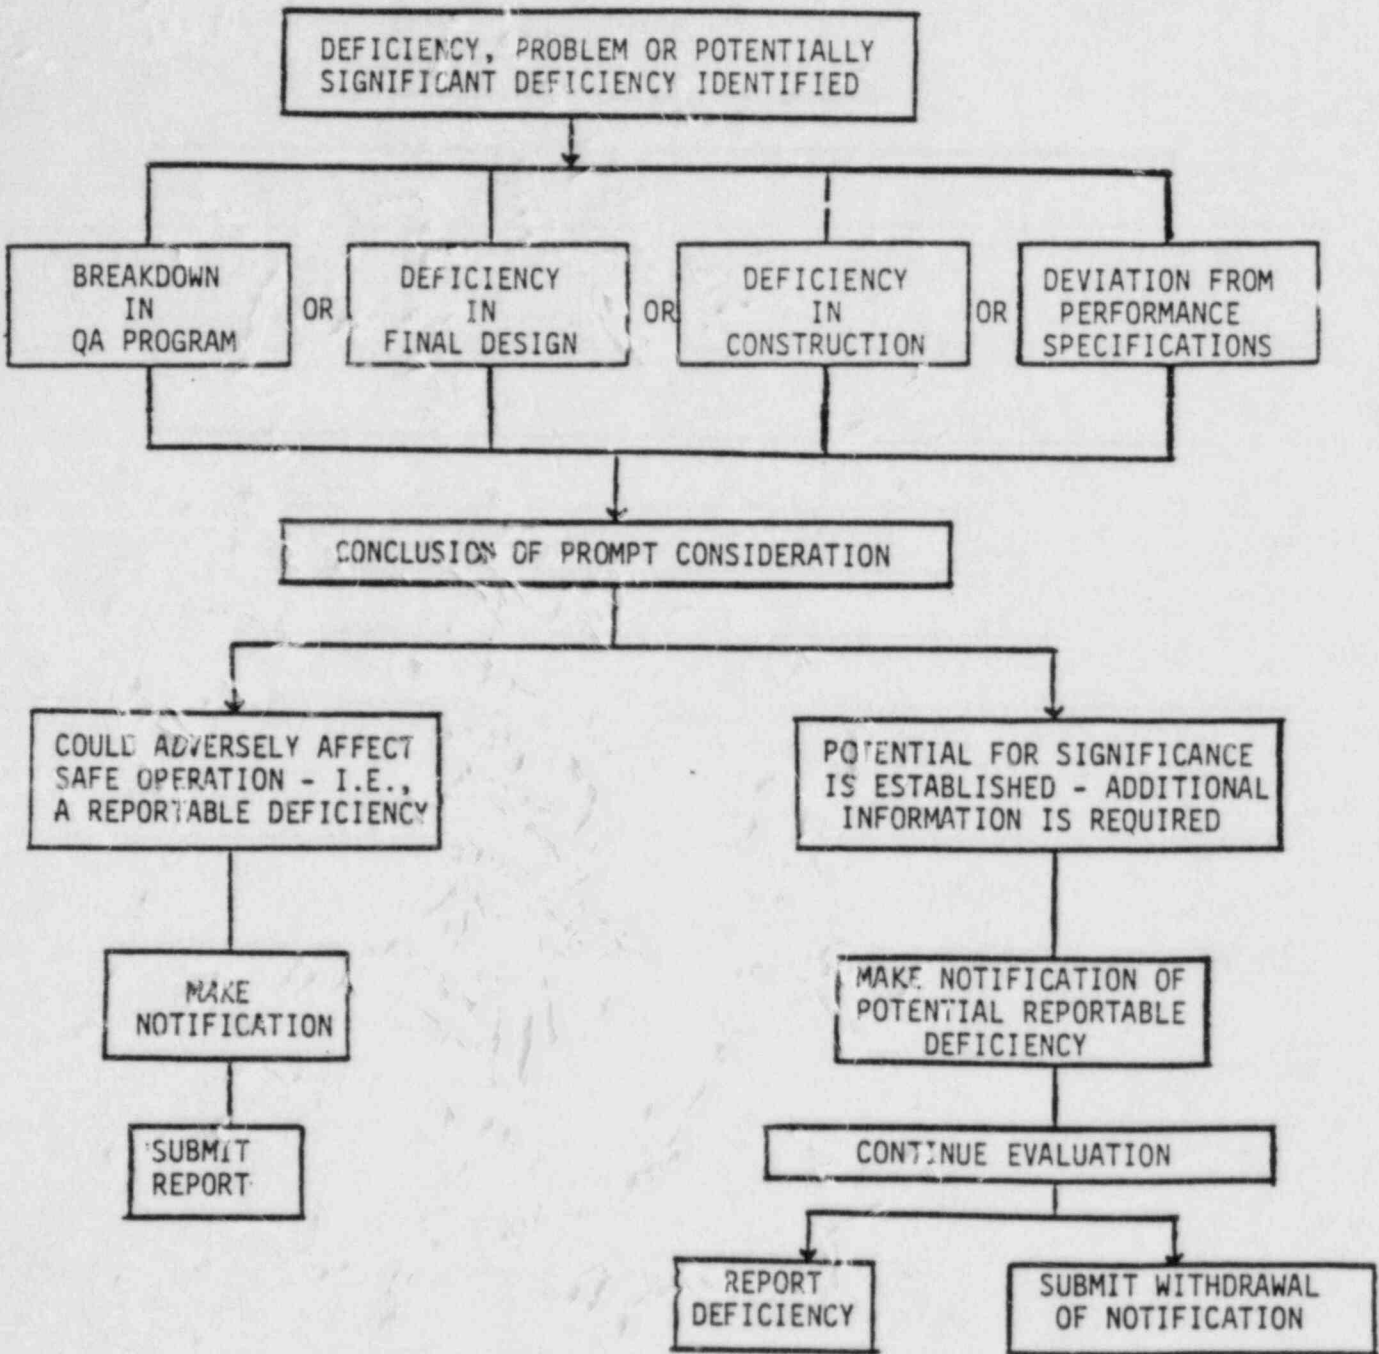 DEFICIENCY, PROBLEM OR POTENTIALLY
SIGNIFICANT DEFICIENCY IDENTIFIED
BREAKDOWN
IN
QA PROGRAM
OR
DEFICIENCY
IN
FINAL DESIGN
OR
DEFICIENCY
IN
CONSTRUCTION
OR
DEVIATION FROM
PERFORMANCE
SPECIFICATIONS
CONCLUSION OF PROMPT CONSIDERATION
COULD ADVERSELY AFFECT
SAFE OPERATION - I.E.,
A REPORTABLE DEFICIENCY
POTENTIAL FOR SIGNIFICANCE
IS ESTABLISHED - ADDITIONAL
INFORMATION IS REQUIRED
MAKE
NOTIFICATION
MAKE NOTIFICATION OF
POTENTIAL REPORTABLE
DEFICIENCY
SUBMIT
REPORT
CONTINUE EVALUATION
REPORT
DEFICIENCY
SUBMIT WITHDRAWAL
OF NOTIFICATION